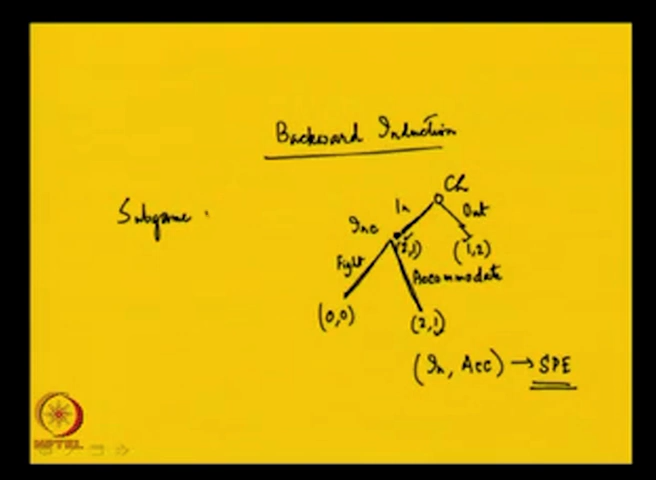 Backward Induction
Subgame :
Ch
In
Out
Inc
(2,1)
(1,2)
Fight
Accommodate
(0,0)
(2,1)
(In, Acc) → SPE
NPTEL